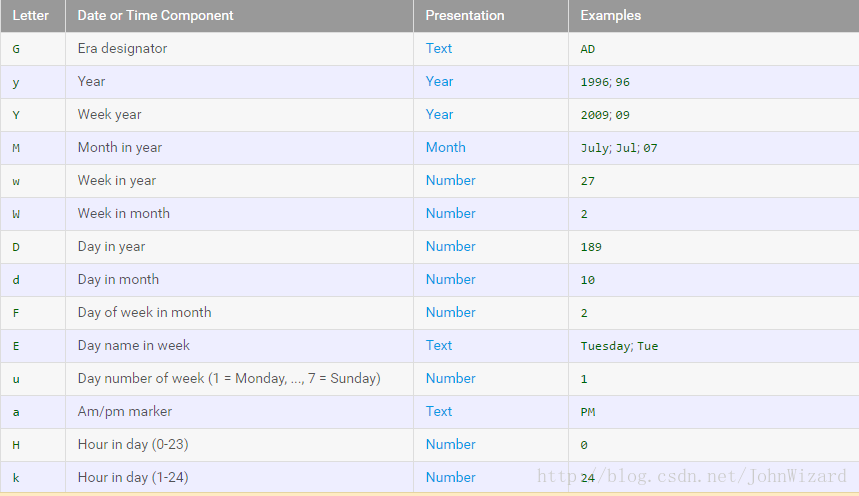 Letter Date or Time Component Presentation Examples
G Era designator Text AD
y Year Year 1996; 96
Y Week year Year 2009; 09
M Month in year Month July; Jul; 07
w Week in year Number 27
W Week in month Number 2
D Day in year Number 189
d Day in month Number 10
F Day of week in month Number 2
E Day name in week Text Tuesday; Tue
u Day number of week (1 = Monday, ..., 7 = Sunday) Number 1
a Am/pm marker Text PM
H Hour in day (0-23) Number 0
k Hour in day (1-24) Number 24
http://blog.csdn.net/JohnWizard